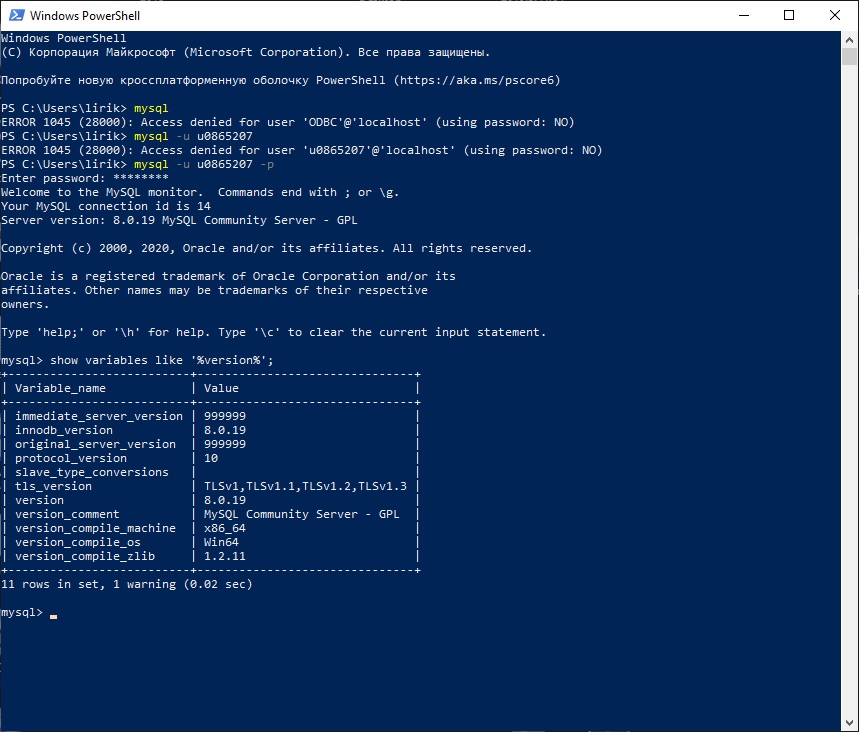 Windows PowerShell
Windows PowerShell
(C) Корпорация Майкрософт (Microsoft Corporation). Все права защищены.
Попробуйте новую кроссплатформенную оболочку PowerShell (https://aka.ms/pscore6)
PS C:\Users\lirik> mysql
ERROR 1045 (28000): Access denied for user 'ODBC'@'localhost' (using password: NO)
PS C:\Users\lirik> mysql -u u0865207
ERROR 1045 (28000): Access denied for user 'u0865207'@'localhost' (using password: NO)
PS C:\Users\lirik> mysql -u u0865207 -p
Enter password: ********
Welcome to the MySQL monitor.  Commands end with ; or \g.
Your MySQL connection id is 14
Server version: 8.0.19 MySQL Community Server - GPL
Copyright (c) 2000, 2020, Oracle and/or its affiliates. All rights reserved.
Oracle is a registered trademark of Oracle Corporation and/or its
affiliates. Other names may be trademarks of their respective
owners.
Type 'help;' or '\h' for help. Type '\c' to clear the current input statement.
mysql> show variables like '%version%';
+--------------------------+-------------------------------+
| Variable_name            | Value                         |
+--------------------------+-------------------------------+
| immediate_server_version | 999999                        |
| innodb_version           | 8.0.19                        |
| original_server_version  | 999999                        |
| protocol_version         | 10                            |
| slave_type_conversions   |                               |
| tls_version              | TLSv1,TLSv1.1,TLSv1.2,TLSv1.3 |
| version                  | 8.0.19                        |
| version_comment          | MySQL Community Server - GPL  |
| version_compile_machine  | x86_64                        |
| version_compile_os       | Win64                         |
| version_compile_zlib     | 1.2.11                        |
+--------------------------+-------------------------------+
11 rows in set, 1 warning (0.02 sec)
mysql> _